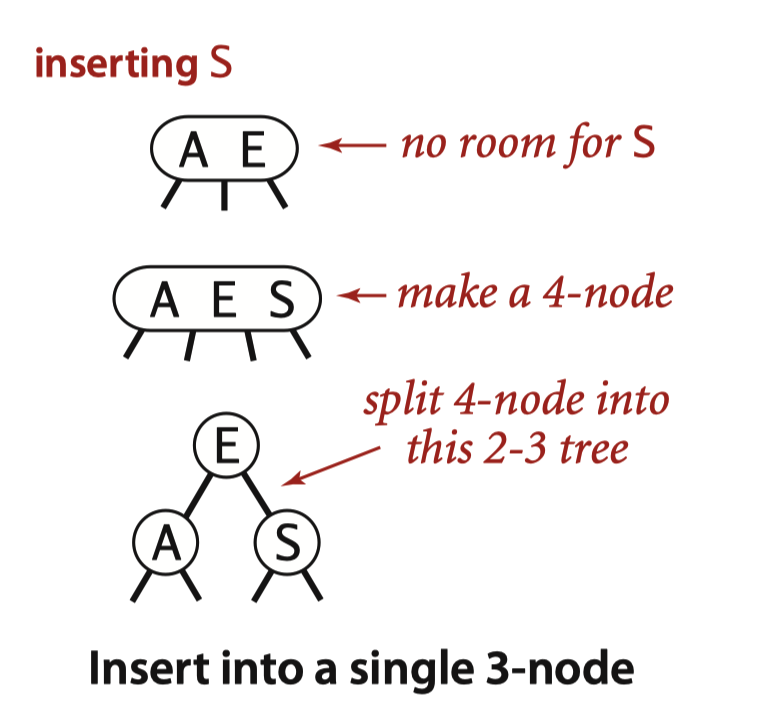 inserting S
A E
no room for S
A E S
make a 4-node
split 4-node into
this 2-3 tree
E
A S
Insert into a single 3-node